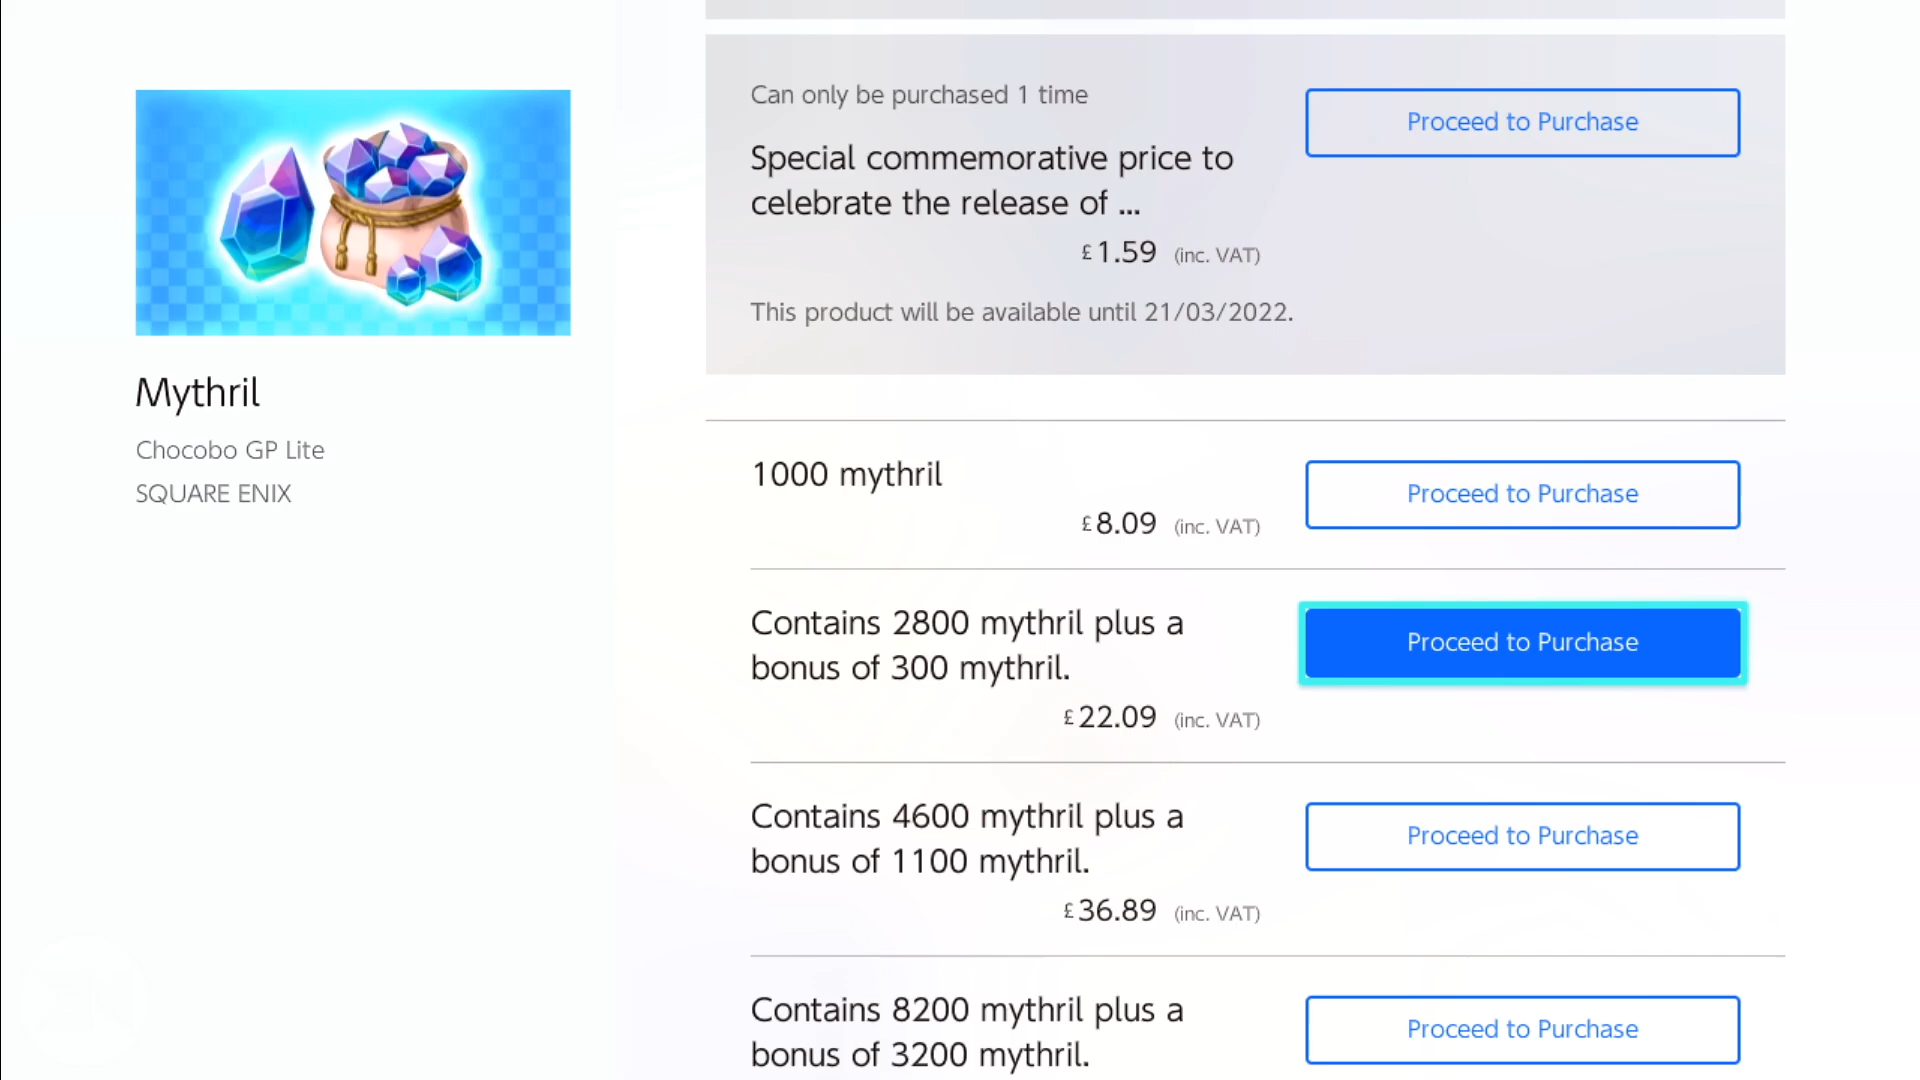 Can only be purchased 1 time
Proceed to Purchase
Special commemorative price to
celebrate the release of ...
£1.59 (inc. VAT)
This product will be available until 21/03/2022.
Mythril
Chocobo GP Lite
SQUARE ENIX
1000 mythril
Proceed to Purchase
£8.09 (inc. VAT)
Contains 2800 mythril plus a
bonus of 300 mythril.
Proceed to Purchase
£22.09 (inc. VAT)
Contains 4600 mythril plus a
bonus of 1100 mythril.
Proceed to Purchase
£36.89 (inc. VAT)
Contains 8200 mythril plus a
bonus of 3200 mythril.
Proceed to Purchase